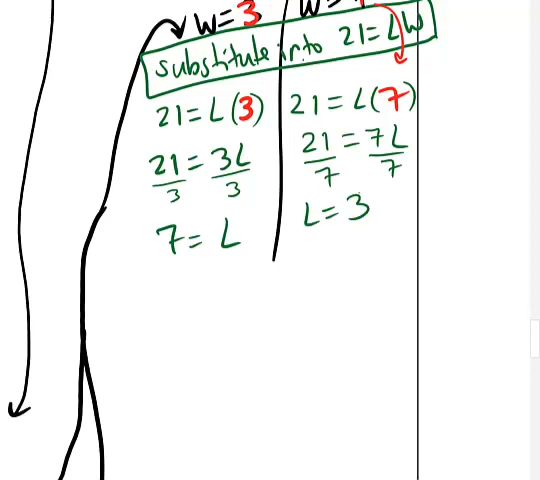 W=3
W=7
substitute into 21=LW
21=L(3)
21=L(7)
21/3=3L/3
21/7=7L/7
7=L
L=3